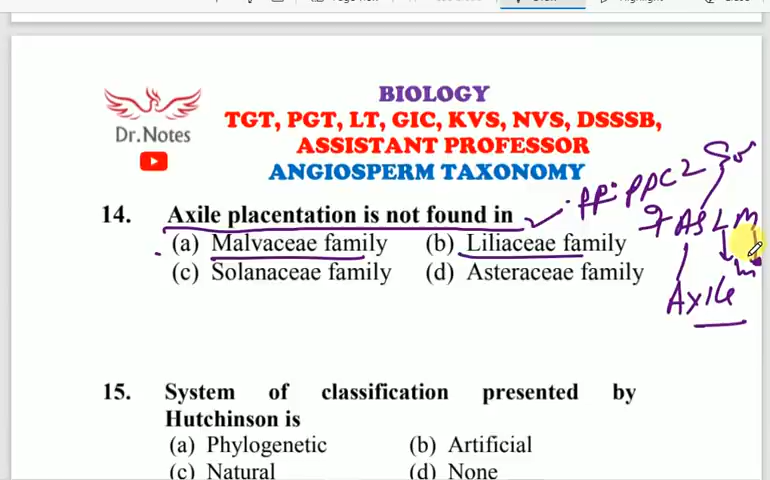 BIOLOGY
TGT, PGT, LT, GIC, KVS, NVS, DSSSB,
ASSISTANT PROFESSOR
ANGIOSPERM TAXONOMY
Dr.Notes
14. Axile placentation is not found in
(a) Malvaceae family (b) Liliaceae family
(c) Solanaceae family (d) Asteraceae family
PPC2
ASLM
Axile
15. System of classification presented by
Hutchinson is
(a) Phylogenetic (b) Artificial
(c) Natural (d) None